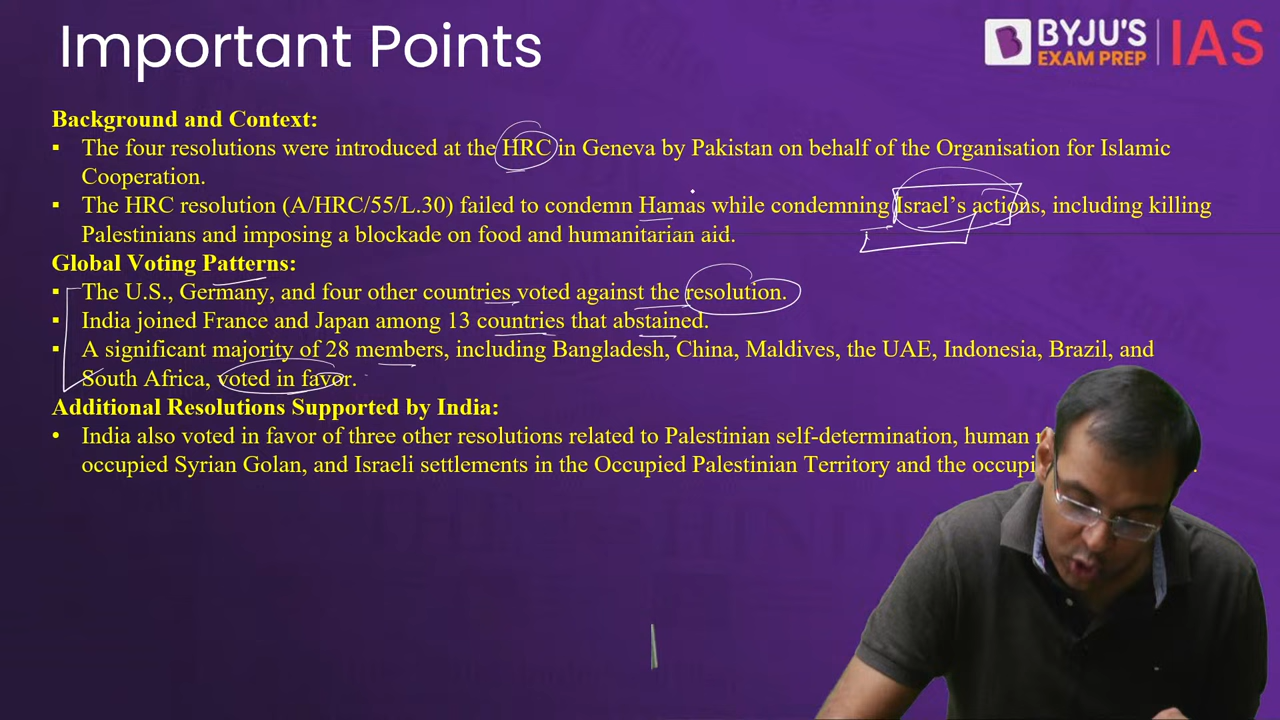 Important Points
BYJU'S
EXAM PREP
IAS
Background and Context:
▪ The four resolutions were introduced at the HRC in Geneva by Pakistan on behalf of the Organisation for Islamic
Cooperation.
▪ The HRC resolution (A/HRC/55/L.30) failed to condemn Hamas while condemning Israel's actions, including killing
Palestinians and imposing a blockade on food and humanitarian aid.
Global Voting Patterns:
▪ The U.S., Germany, and four other countries voted against the resolution.
▪ India joined France and Japan among 13 countries that abstained.
▪ A significant majority of 28 members, including Bangladesh, China, Maldives, the UAE, Indonesia, Brazil, and
South Africa, voted in favor.
Additional Resolutions Supported by India:
• India also voted in favor of three other resolutions related to Palestinian self-determination, human
occupied Syrian Golan, and Israeli settlements in the Occupied Palestinian Territory and the